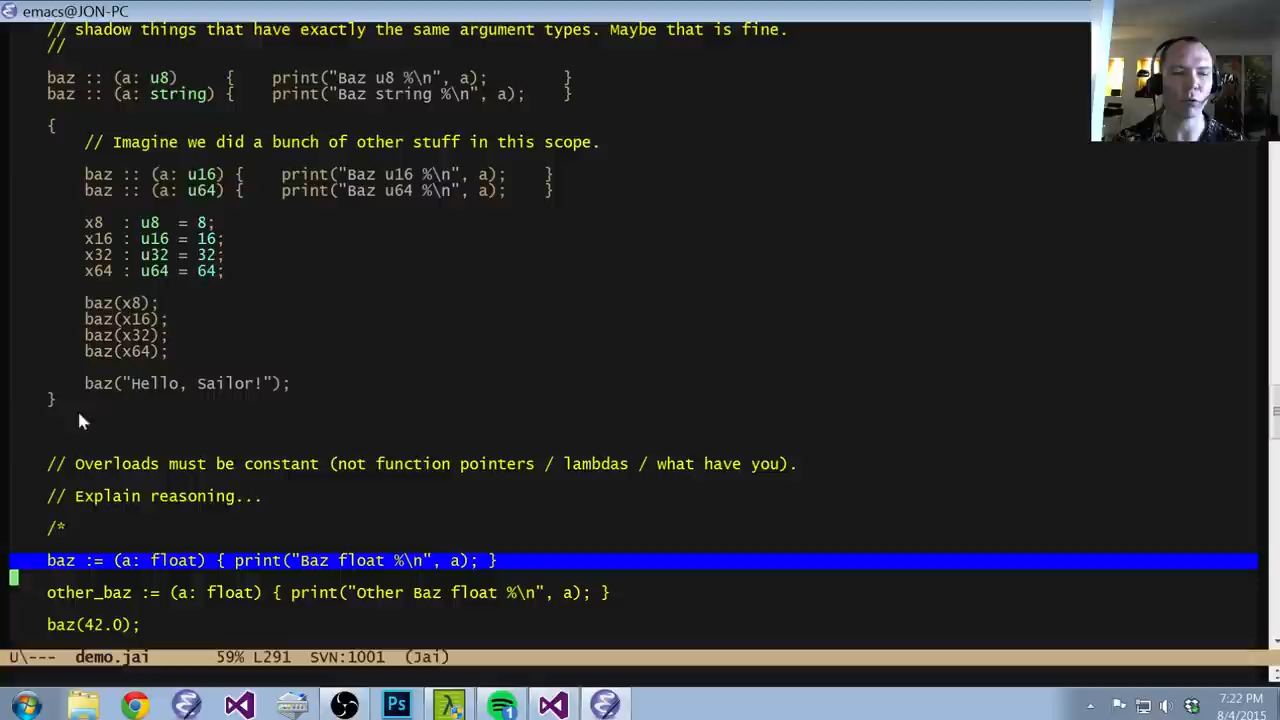 emacs@JON-PC
// shadow things that have exactly the same argument types. Maybe that is fine.
//
baz :: (a: u8)      {    print("Baz u8 %\n", a);        }
baz :: (a: string) {    print("Baz string %\n", a);    }
{
// Imagine we did a bunch of other stuff in this scope.
baz :: (a: u16) {    print("Baz u16 %\n", a);    }
baz :: (a: u64) {    print("Baz u64 %\n", a);    }
x8  : u8  = 8;
x16 : u16 = 16;
x32 : u32 = 32;
x64 : u64 = 64;
baz(x8);
baz(x16);
baz(x32);
baz(x64);
baz("Hello, Sailor!");
}
// Overloads must be constant (not function pointers / lambdas / what have you).
// Explain reasoning...
/*
baz := (a: float) { print("Baz float %\n", a); }
other_baz := (a: float) { print("Other Baz float %\n", a); }
baz(42.0);
U\---  demo.jai       59% L291  SVN:1001  (Jai)
Ps
1
7:22 PM
8/4/2015